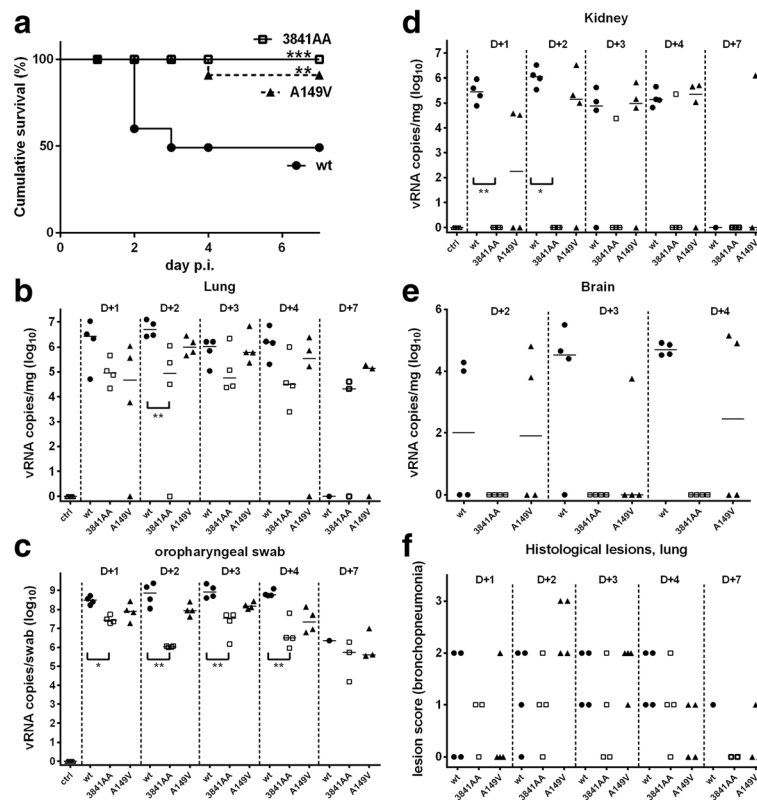 a
Cumulative survival (%)
100
50
0
0
2
4
6
day p.i.
3841AA
***
**
A149V
wt
b
Lung
vRNA copies/mg (log10)
D+1
D+2
D+3
D+4
D+7
7
6
5
4
3
2
1
0
**
ctrl
wt
3841AA
A149V
wt
3841AA
A149V
wt
3841AA
A149V
wt
3841AA
A149V
wt
3841AA
A149V
c
oropharyngeal swab
vRNA copies/swab (log10)
D+1
D+2
D+3
D+4
D+7
10
9
8
7
6
5
4
3
2
1
0
*
**
**
**
ctrl
wt
3841AA
A149V
wt
3841AA
A149V
wt
3841AA
A149V
wt
3841AA
A149V
wt
3841AA
A149V
d
Kidney
vRNA copies/mg (log10)
D+1
D+2
D+3
D+4
D+7
7
6
5
4
3
2
1
0
**
*
ctrl
wt
3841AA
A149V
wt
3841AA
A149V
wt
3841AA
A149V
wt
3841AA
A149V
wt
3841AA
A149V
e
Brain
vRNA copies/mg (log10)
D+2
D+3
D+4
6
4
2
0
wt
3841AA
A149V
wt
3841AA
A149V
wt
3841AA
A149V
f
Histological lesions, lung
lesion score (bronchopneumonia)
D+1
D+2
D+3
D+4
D+7
3
2
1
0
wt
3841AA
A149V
wt
3841AA
A149V
wt
3841AA
A149V
wt
3841AA
A149V
wt
3841AA
A149V